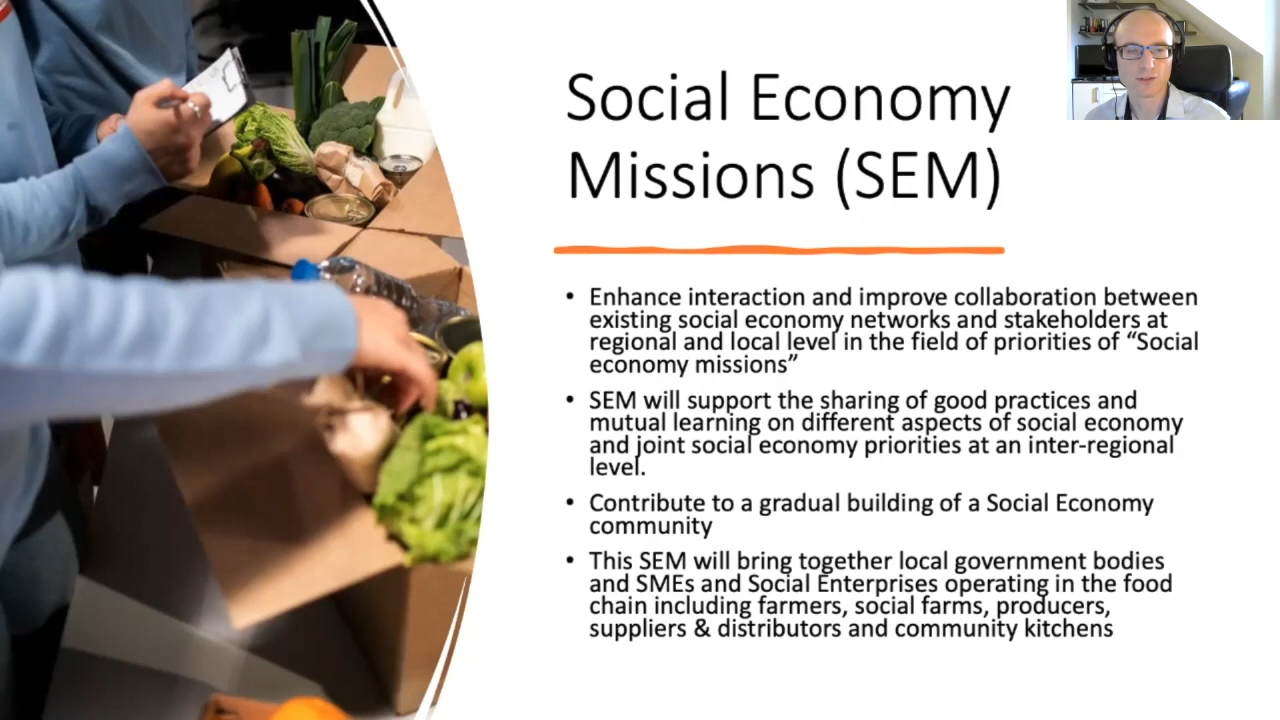 Social Economy
Missions (SEM)
• Enhance interaction and improve collaboration between
existing social economy networks and stakeholders at
regional and local level in the field of priorities of “Social
economy missions”
• SEM will support the sharing of good practices and
mutual learning on different aspects of social economy
and joint social economy priorities at an inter-regional
level.
• Contribute to a gradual building of a Social Economy
community
• This SEM will bring together local government bodies
and SMEs and Social Enterprises operating in the food
chain including farmers, social farms, producers,
suppliers & distributors and community kitchens